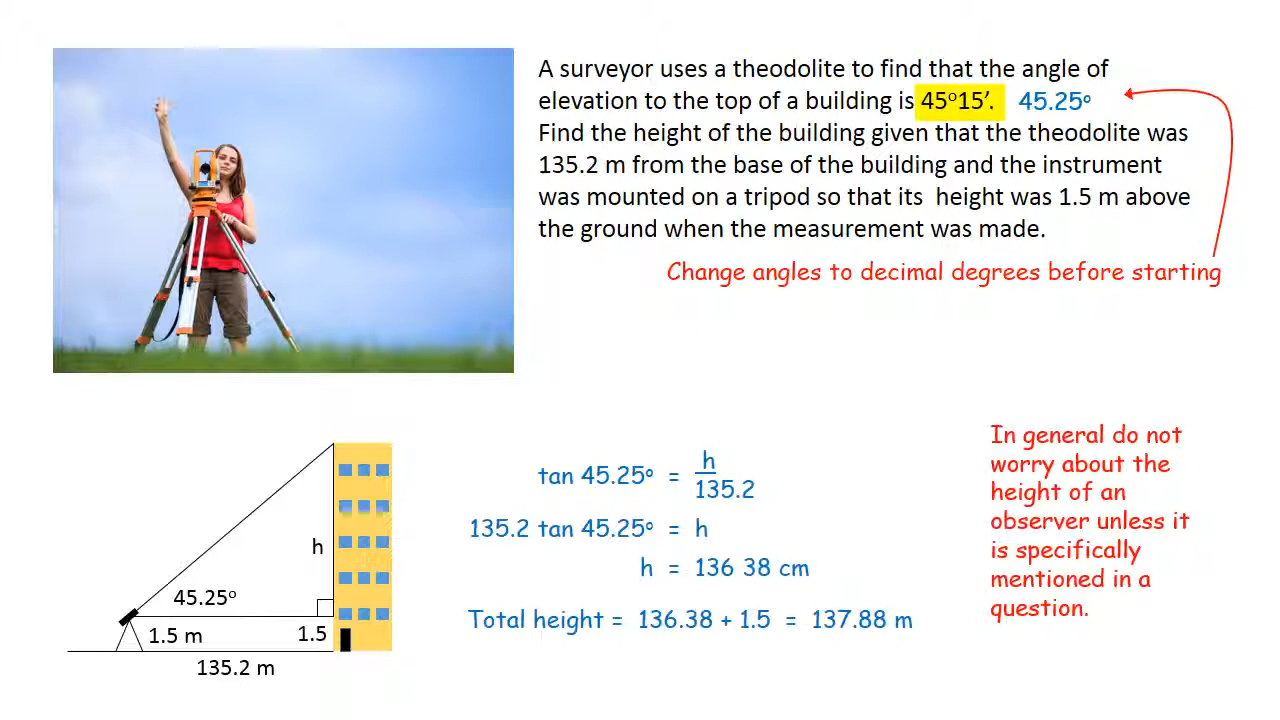 A surveyor uses a theodolite to find that the angle of
elevation to the top of a building is 45°15′. 45.25°
Find the height of the building given that the theodolite was
135.2 m from the base of the building and the instrument
was mounted on a tripod so that its height was 1.5 m above
the ground when the measurement was made.
Change angles to decimal degrees before starting
h
45.25°
1.5 m
1.5
135.2 m
tan 45.25° = h
135.2
135.2 tan 45.25° = h
h = 136 38 cm
Total height = 136.38 + 1.5 = 137.88 m
In general do not
worry about the
height of an
observer unless it
is specifically
mentioned in a
question.